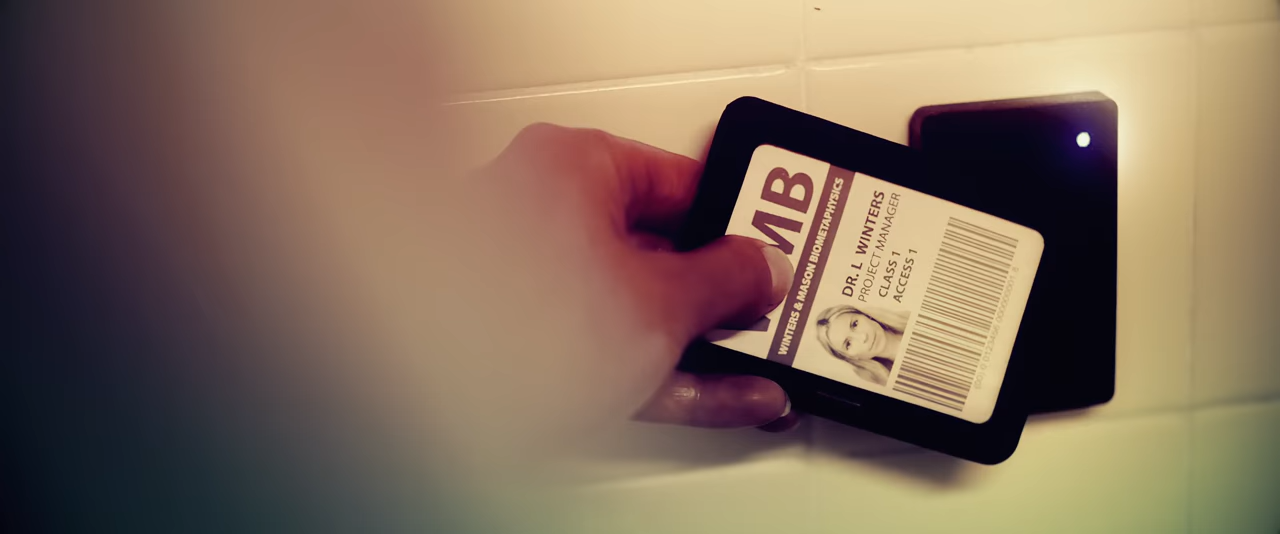 MB
WINTERS & MASON BIOMETAPHYSICS
DR. L WINTERS
PROJECT MANAGER
CLASS 1
ACCESS 1